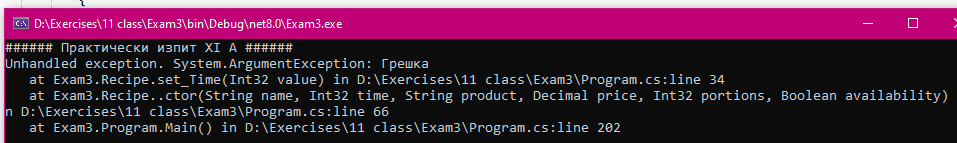 {
D:\Exercises\11 class\Exam3\bin\Debug\net8.0\Exam3.exe
###### Практически изпит XI А ######
Unhandled exception. System.ArgumentException: Грешка
   at Exam3.Recipe.set_Time(Int32 value) in D:\Exercises\11 class\Exam3\Program.cs:line 34
   at Exam3.Recipe..ctor(String name, Int32 time, String product, Decimal price, Int32 portions, Boolean availability)
n D:\Exercises\11 class\Exam3\Program.cs:line 66
   at Exam3.Program.Main() in D:\Exercises\11 class\Exam3\Program.cs:line 202